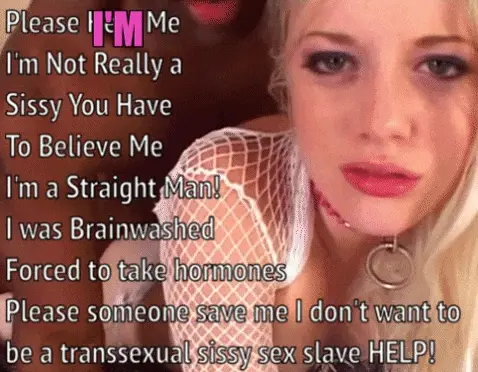 Please I'M Me
I'm Not Really a
Sissy You Have
To Believe Me
I'm a Straight Man!
I was Brainwashed
Forced to take hormones
Please someone save me I don't want to
be a transsexual sissy sex slave HELP!